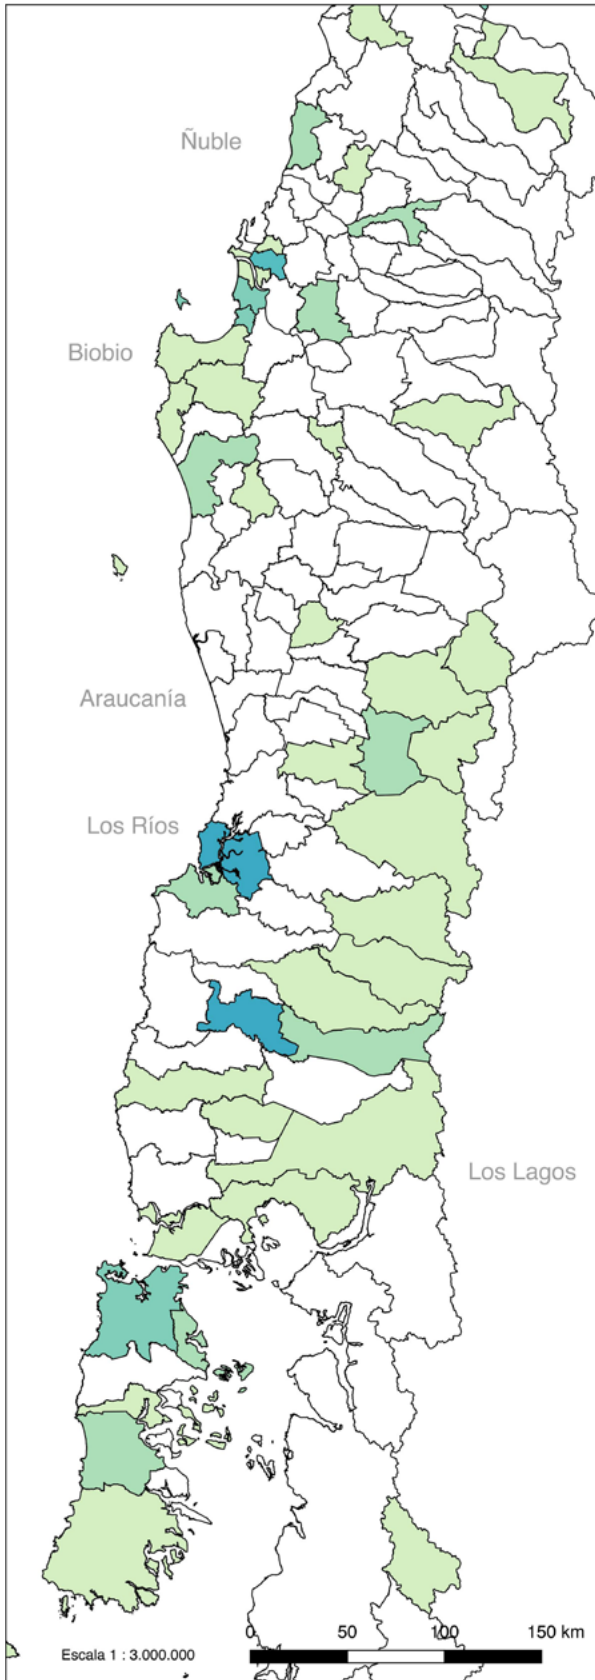 Ñuble
Biobio
Araucanía
Los Ríos
Los Lagos
0 50 100 150 km
Escala 1 : 3.000.000